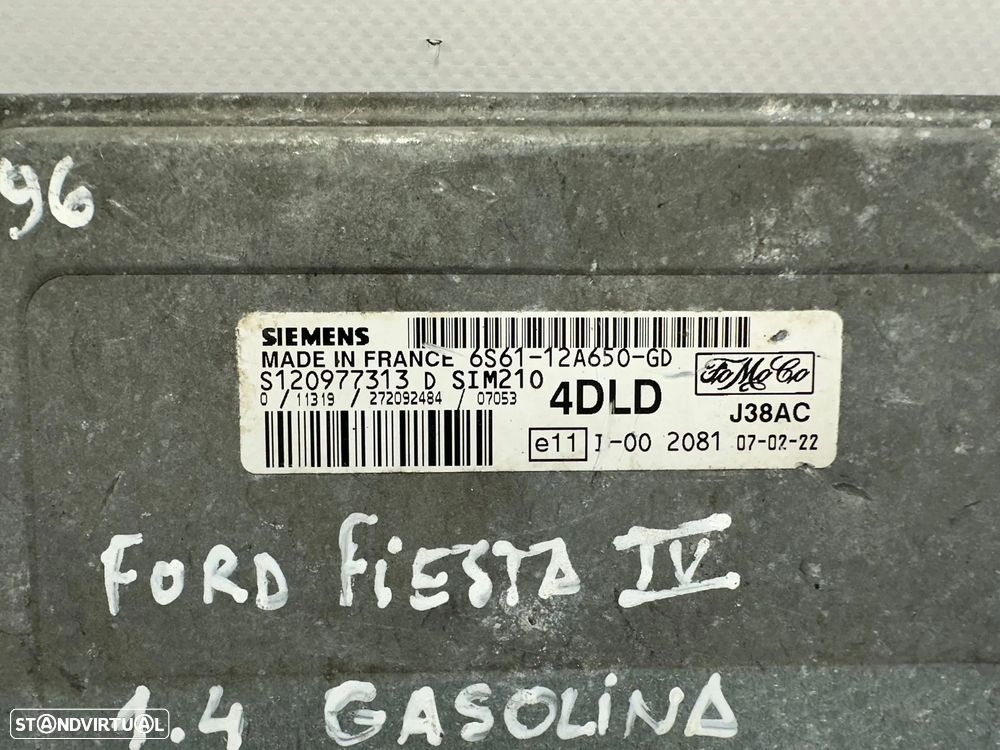 96
SIEMENS
MADE IN FRANCE 6S61-12A650-GD
S120977313 D SIM210
0 / 11319 / 272092484 / 07053
4DLD
FoMoCo
J38AC
e11 I-00 2081 07-02-22
FORD FiESTA IV
1.4 GASOLiNA
STANDVIRTUAL